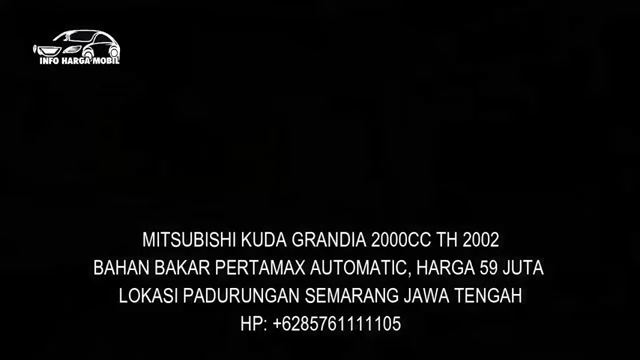 INFO HARGA MOBIL
MITSUBISHI KUDA GRANDIA 2000CC TH 2002
BAHAN BAKAR PERTAMAX AUTOMATIC, HARGA 59 JUTA
LOKASI PADURUNGAN SEMARANG JAWA TENGAH
HP: +6285761111105